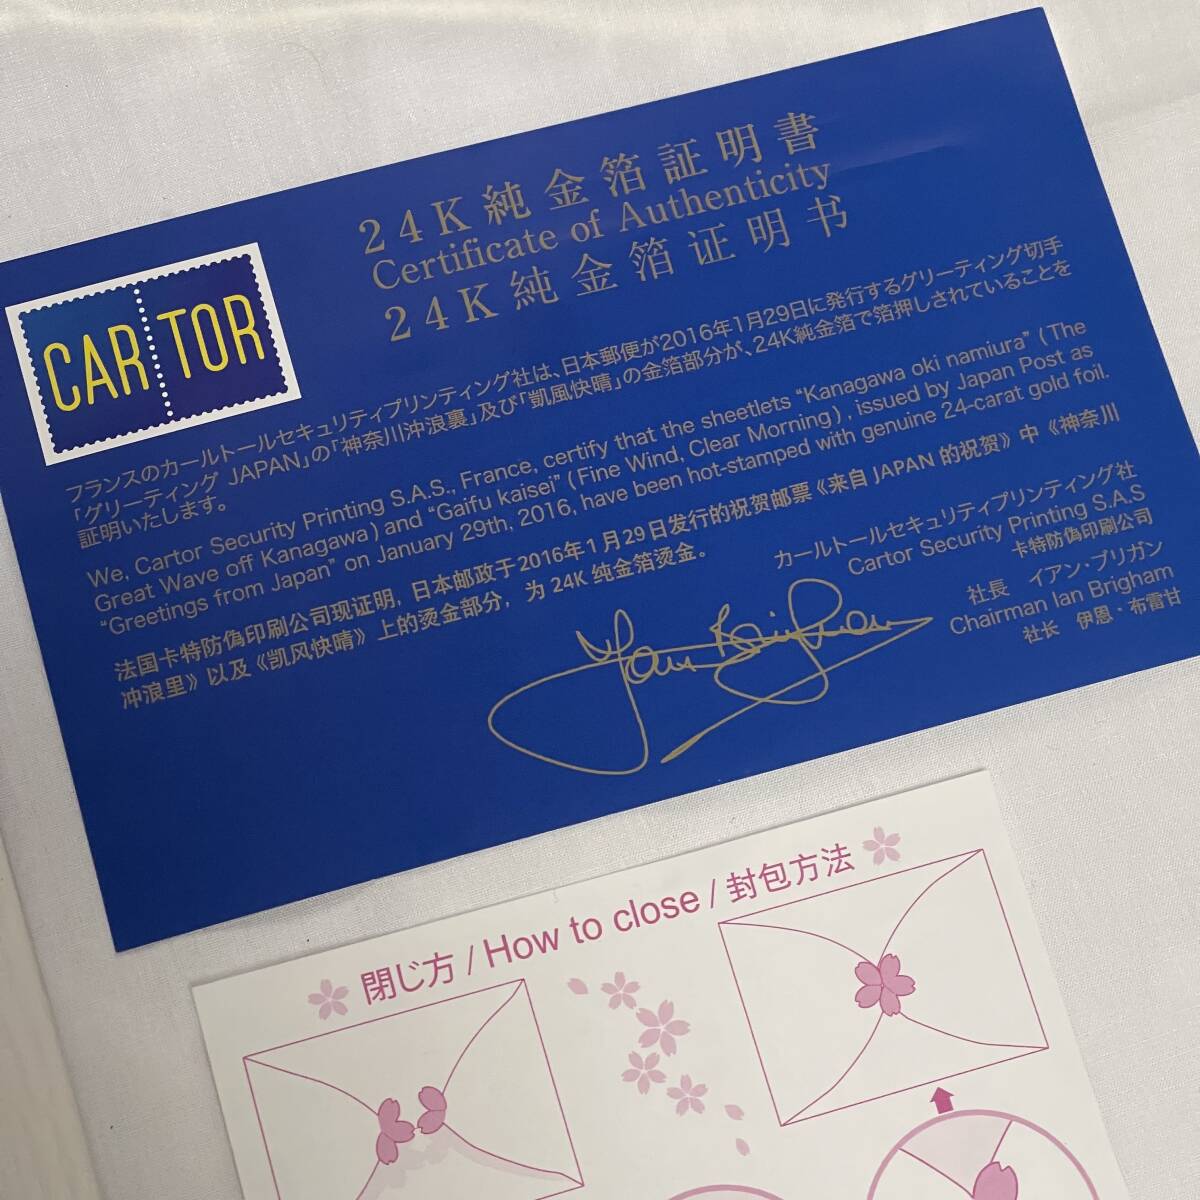 24K純金箔証明書
Certificate of Authenticity
24K純金箔证明书
CARTOR
フランスのカールトールセキュリティプリンティング社は、日本郵便が2016年1月29日に発行するグリーティング切手
「グリーティング JAPAN」の「神奈川沖浪裏」及び「凱風快晴」の金箔部分が、24K純金箔で箔押しされていることを
証明いたします。
We, Cartor Security Printing S.A.S., France, certify that the sheetlets “Kanagawa oki namiura” (The
Great Wave off Kanagawa) and “Gaifu kaisei” (Fine Wind, Clear Morning), issued by Japan Post as
“Greetings from Japan” on January 29th, 2016, have been hot-stamped with genuine 24-carat gold foil.
法国卡特防偽印刷公司现证明，日本邮政于2016年1月29日发行的祝贺邮票《来自JAPAN的祝贺》中《神奈川
冲浪里》以及《凯风快晴》上的烫金部分，为24K纯金箔烫金。
カールトールセキュリティプリンティング社
Cartor Security Printing S.A.S
卡特防偽印刷公司
社長 イアン・ブリガン
Chairman Ian Brigham
社长 伊恩・布雷甘
Ian Brigham
閉じ方 / How to close / 封包方法